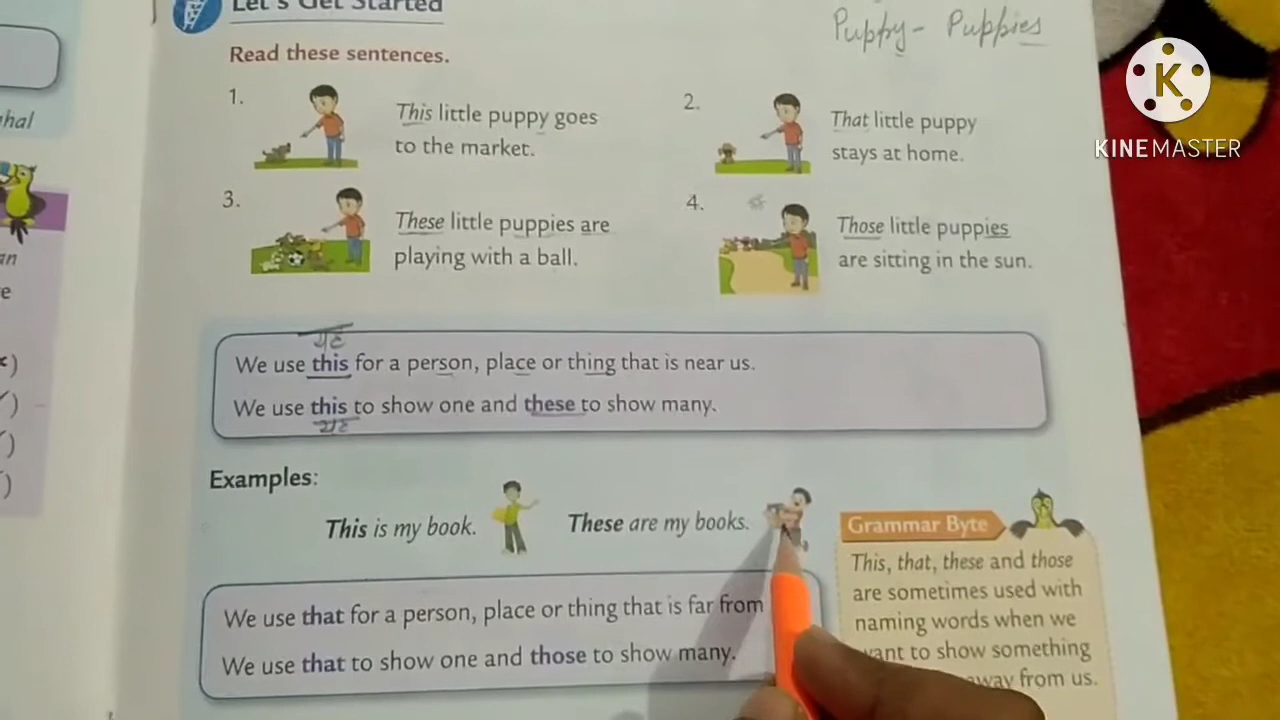 Let's Get Started
Puppy - Puppies
Read these sentences.
KINEMASTER
1.
This little puppy goes
to the market.
2.
That little puppy
stays at home.
3.
These little puppies are
playing with a ball.
4.
Those little puppies
are sitting in the sun.
यह
We use this for a person, place or thing that is near us.
We use this to show one and these to show many.
यह
Examples:
This is my book.
These are my books.
Grammar Byte
This, that, these and those
are sometimes used with
naming words when we
want to show something
away from us.
We use that for a person, place or thing that is far from
We use that to show one and those to show many.